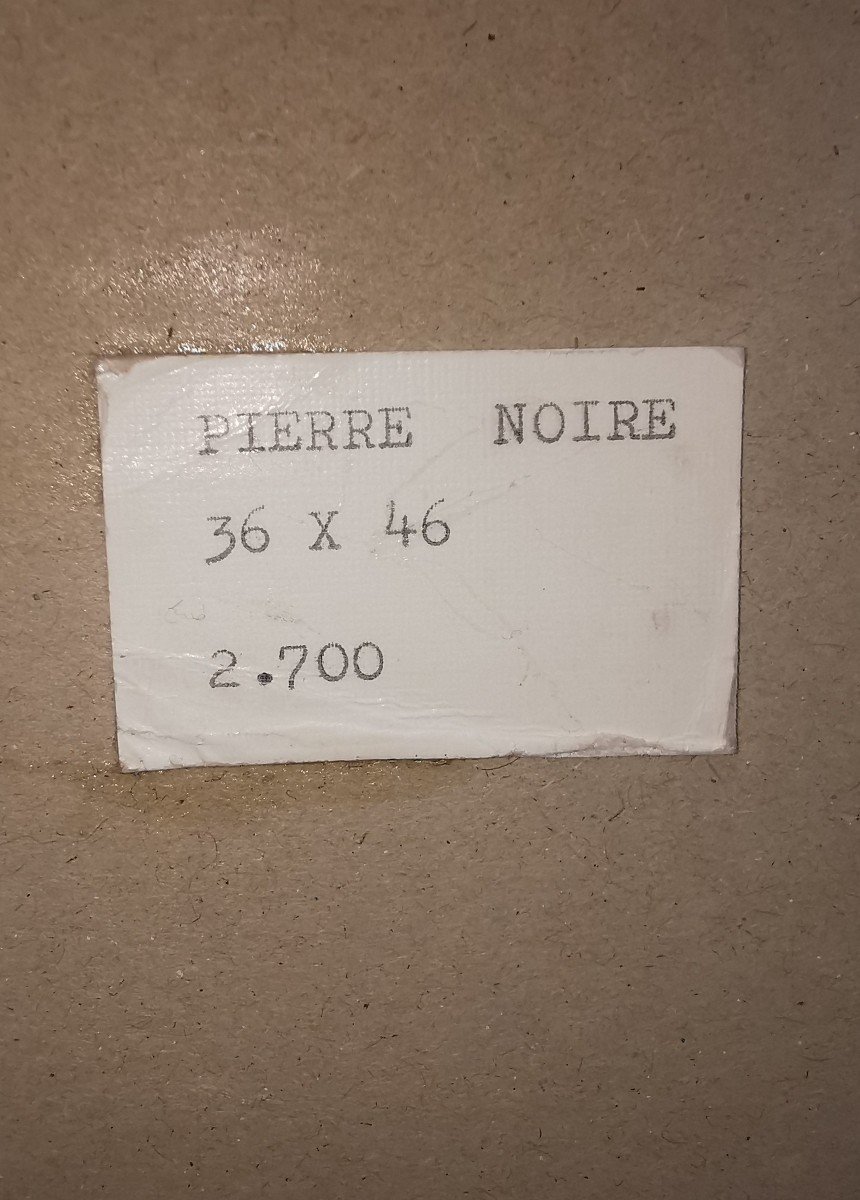 PIERRE NOIRE
36 X 46
2.700